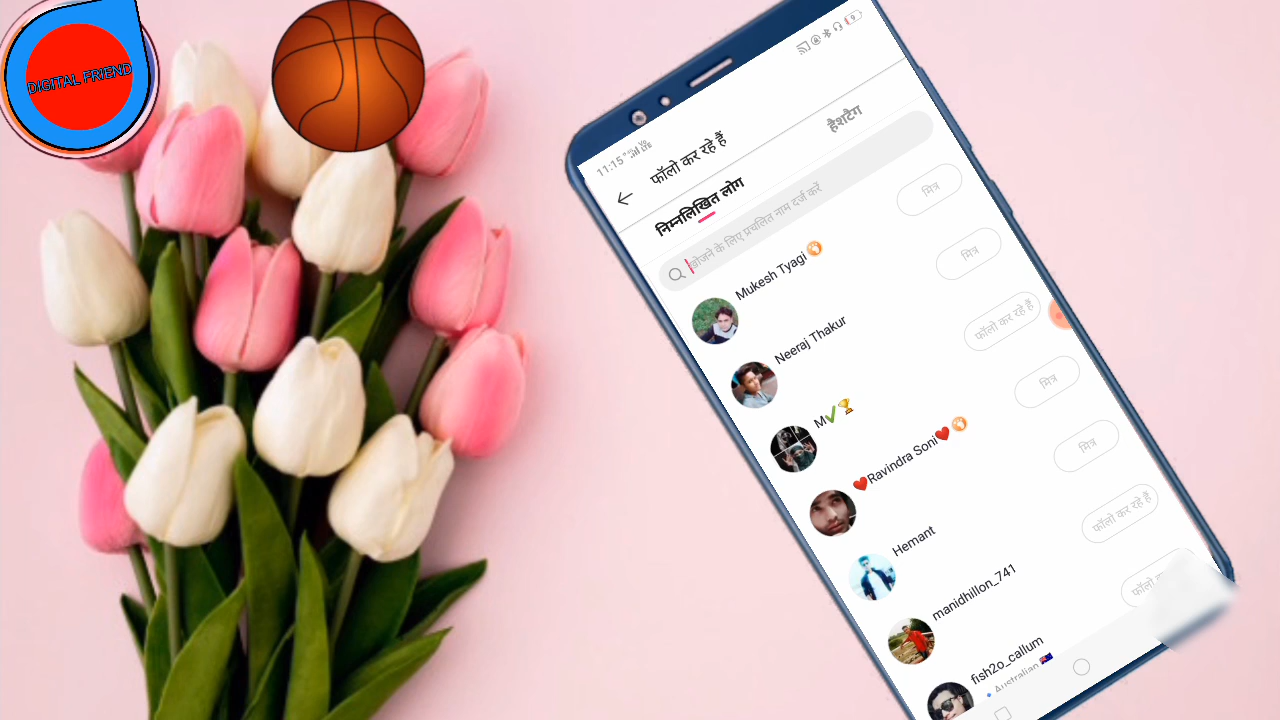 DIGITAL FRIEND
11:15
फॉलो कर रहे हैं
निम्नलिखित लोग
हैशटैग
खोजने के लिए प्रचलित नाम दर्ज करें
Mukesh Tyagi
मित्र
Neeraj Thakur
मित्र
M✔🏆
फॉलो कर रहे हैं
❤️Ravindra Soni❤️
मित्र
Hemant
मित्र
manidhillon_741
फॉलो कर रहे हैं
fish2o_callum
फॉलो
Australian 🇦🇺